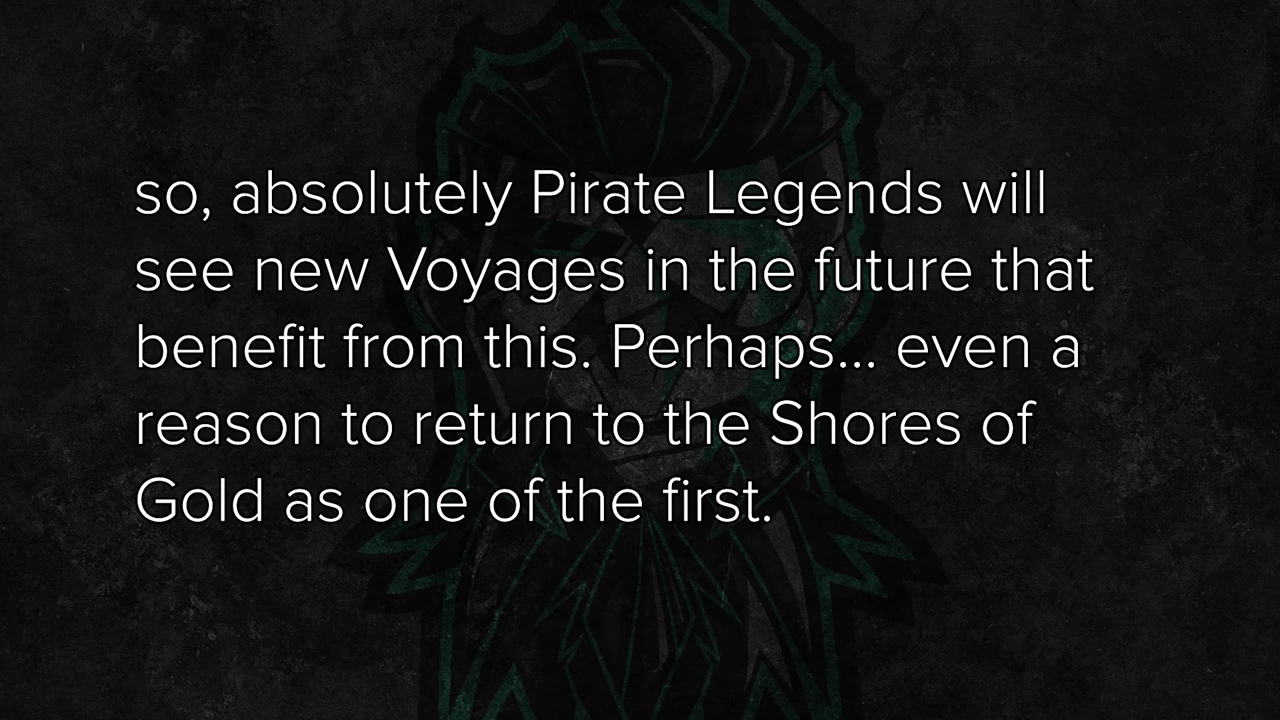 so, absolutely Pirate Legends will
see new Voyages in the future that
benefit from this. Perhaps... even a
reason to return to the Shores of
Gold as one of the first.